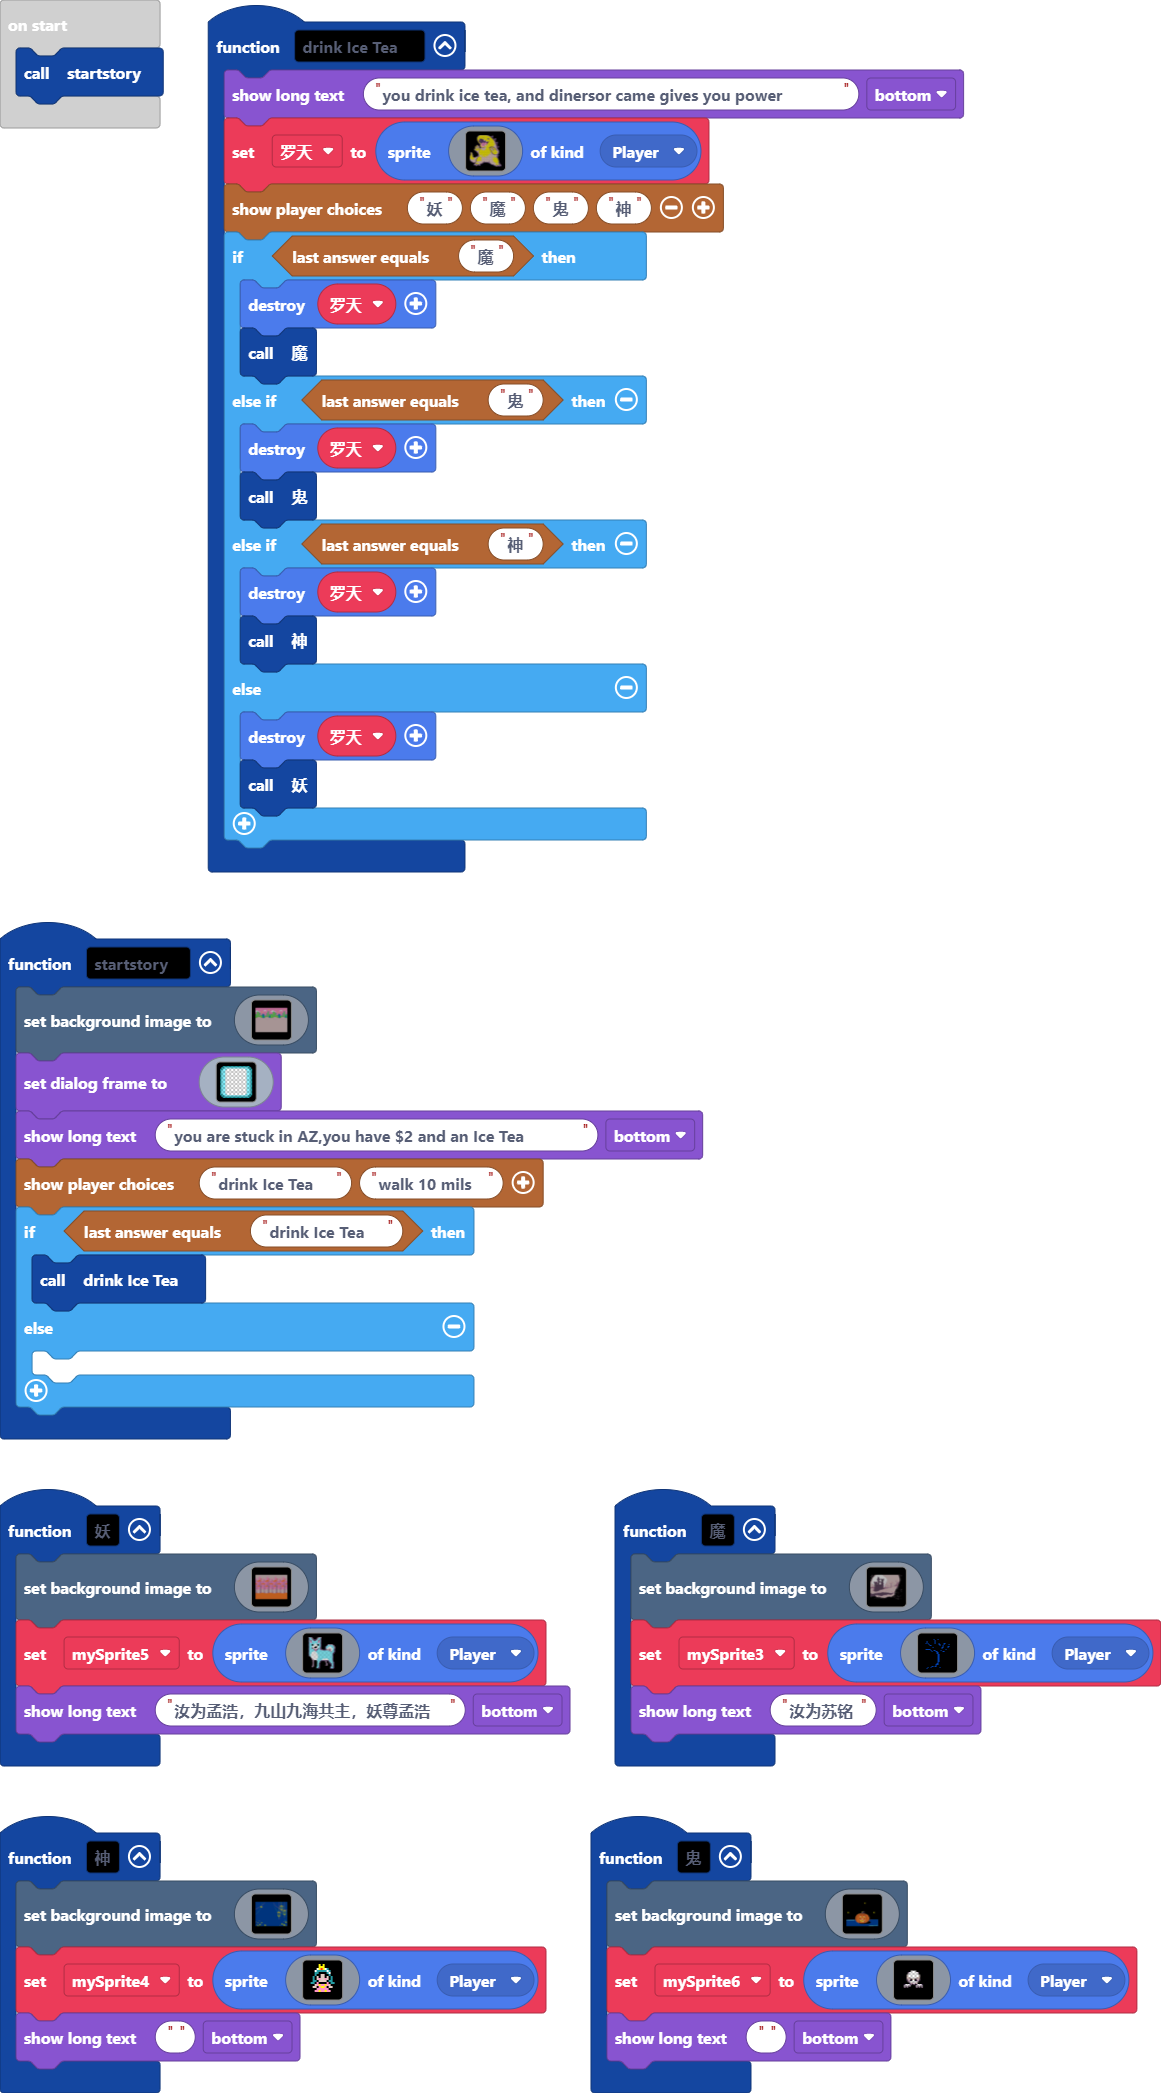 on start
call startstory
function drink Ice Tea
show long text "you drink ice tea, and dinersor came gives you power" bottom
set 罗天 to sprite of kind Player
show player choices "妖" "魔" "鬼" "神"
if last answer equals "魔" then
destroy 罗天
call 魔
else if last answer equals "鬼" then
destroy 罗天
call 鬼
else if last answer equals "神" then
destroy 罗天
call 神
else
destroy 罗天
call 妖
function startstory
set background image to
set dialog frame to
show long text "you are stuck in AZ,you have $2 and an Ice Tea" bottom
show player choices "drink Ice Tea" "walk 10 mils"
if last answer equals "drink Ice Tea" then
call drink Ice Tea
else
function 妖
set background image to
set mySprite5 to sprite of kind Player
show long text "汝为孟浩，九山九海共主，妖尊孟浩" bottom
function 魔
set background image to
set mySprite3 to sprite of kind Player
show long text "汝为苏铭" bottom
function 神
set background image to
set mySprite4 to sprite of kind Player
show long text " " bottom
function 鬼
set background image to
set mySprite6 to sprite of kind Player
show long text " " bottom